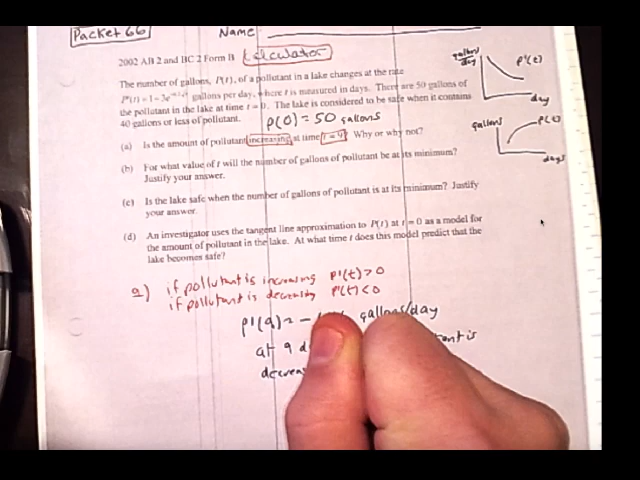 Packet 66
Name
2002 AB 2 and BC 2 Form B Calculator
The number of gallons, P(t), of a pollutant in a lake changes at the rate
P'(t) = 1 − 3e gallons per day, where t is measured in days. There are 50 gallons of
the pollutant in the lake at time t = 0. The lake is considered to be safe when it contains
40 gallons or less of pollutant.
P(0) = 50 gallons
(a) Is the amount of pollutant increasing at time t = 9? Why or why not?
(b) For what value of t will the number of gallons of pollutant be at its minimum?
Justify your answer.
(c) Is the lake safe when the number of gallons of pollutant is at its minimum? Justify
your answer.
(d) An investigator uses the tangent line approximation to P(t) at t = 0 as a model for
the amount of pollutant in the lake. At what time t does this model predict that the
lake becomes safe?
gallons/day
P'(t)
day
gallons
P(t)
days
a) if pollutant is increasing P'(t) > 0
if pollutant is decreasing P'(t) < 0
P'(9) = − gallons/day
at 9 is